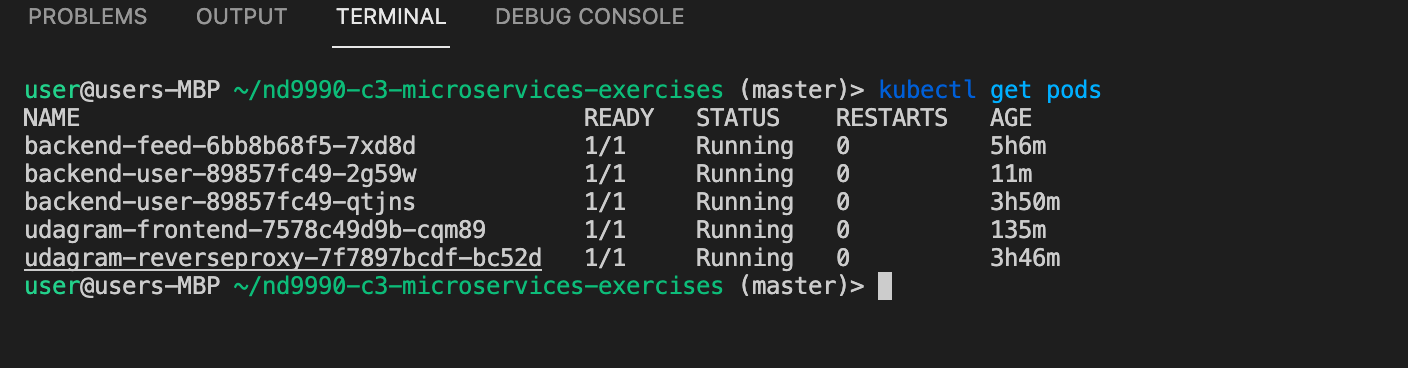 PROBLEMS OUTPUT TERMINAL DEBUG CONSOLE
user@users-MBP ~/nd9990-c3-microservices-exercises (master)> kubectl get pods
NAME READY STATUS RESTARTS AGE
backend-feed-6bb8b68f5-7xd8d 1/1 Running 0 5h6m
backend-user-89857fc49-2g59w 1/1 Running 0 11m
backend-user-89857fc49-qtjns 1/1 Running 0 3h50m
udagram-frontend-7578c49d9b-cqm89 1/1 Running 0 135m
udagram-reverseproxy-7f7897bcdf-bc52d 1/1 Running 0 3h46m
user@users-MBP ~/nd9990-c3-microservices-exercises (master)>